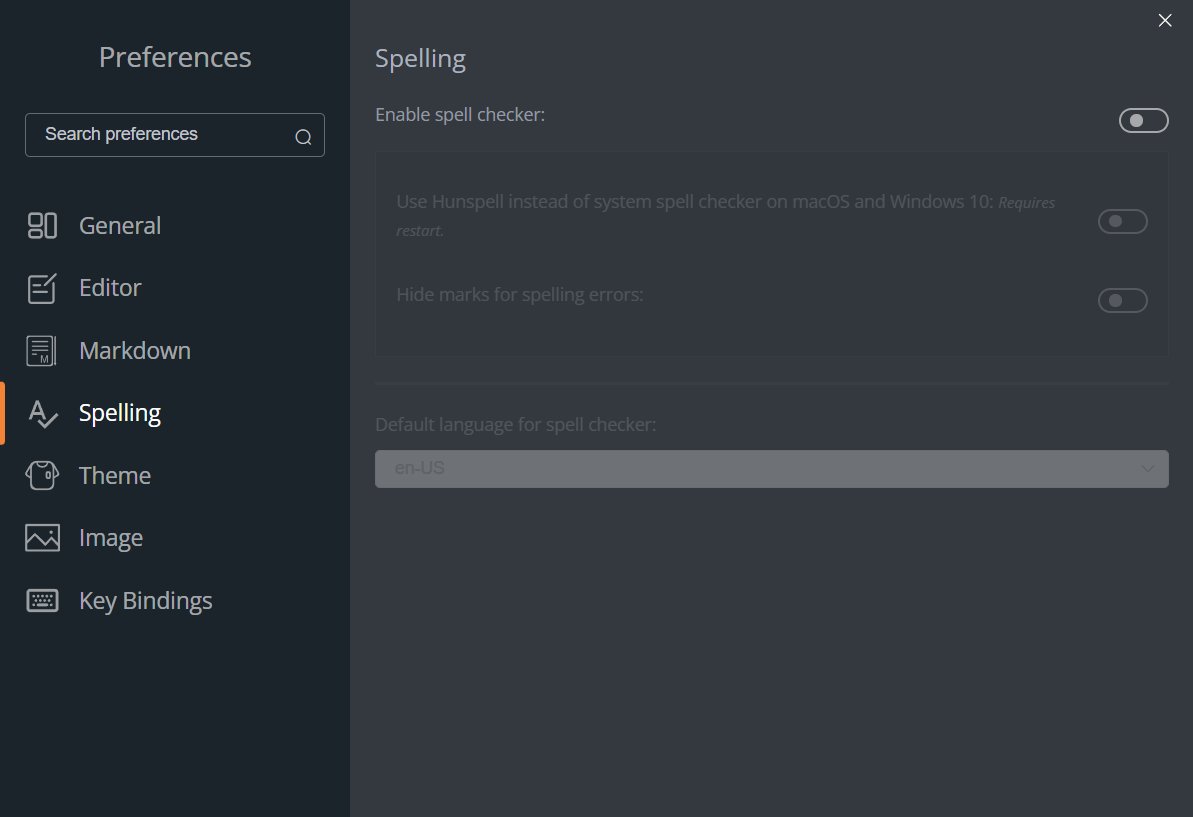 Preferences
Search preferences
General
Editor
Markdown
Spelling
Theme
Image
Key Bindings
Spelling
Enable spell checker:
Use Hunspell instead of system spell checker on macOS and Windows 10: Requires
restart.
Hide marks for spelling errors:
Default language for spell checker:
en-US